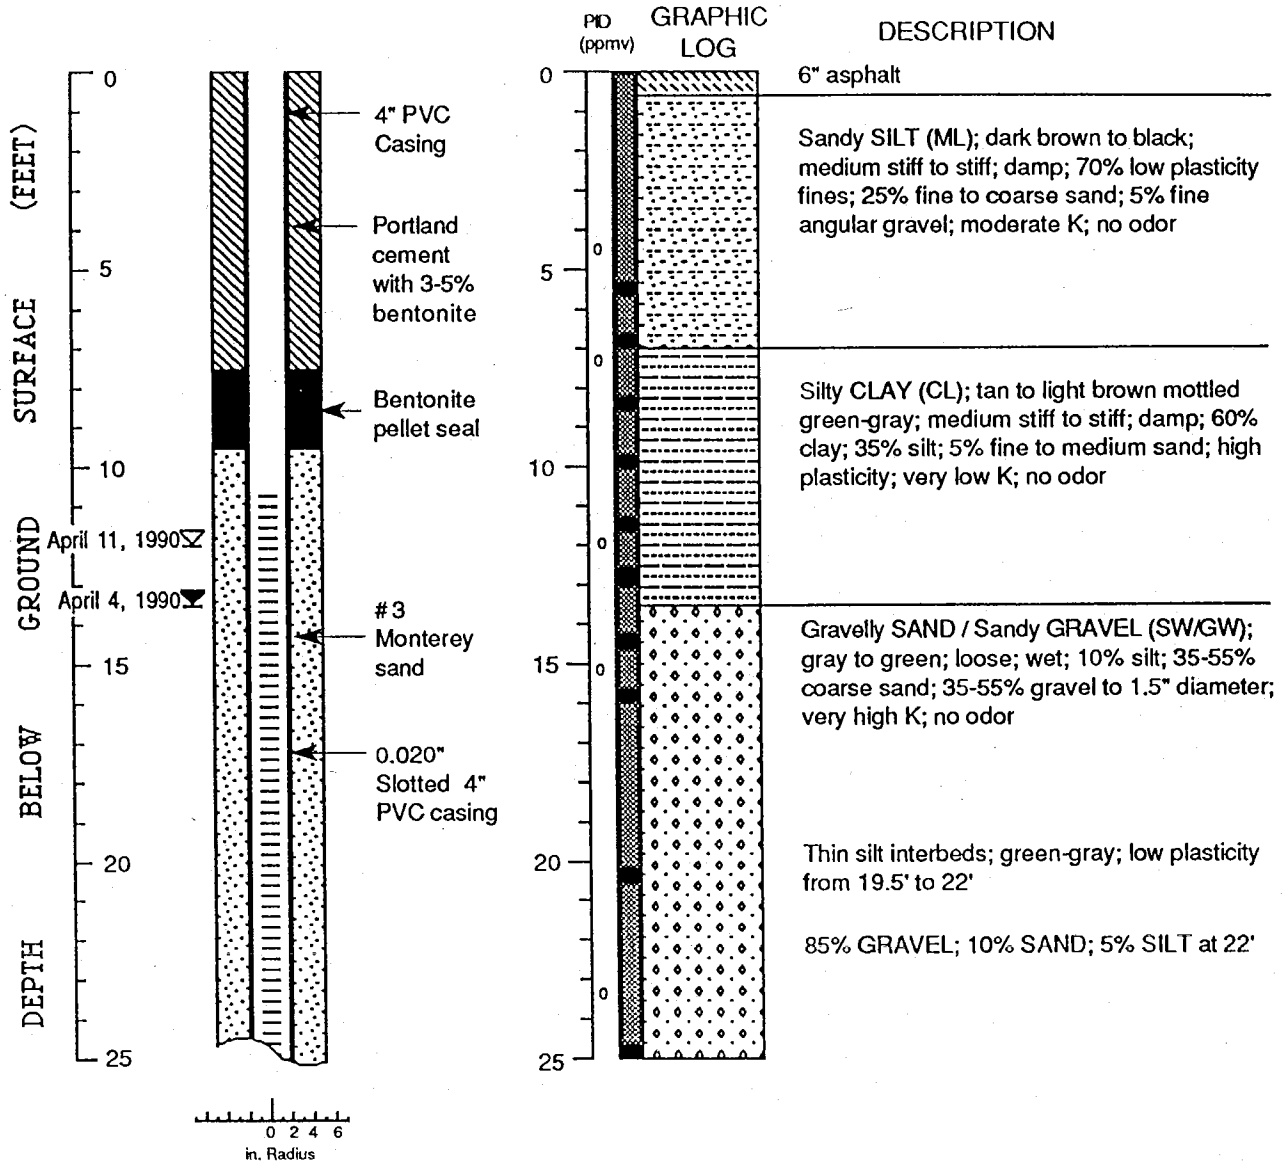 PID
(ppmv)
GRAPHIC
LOG
DESCRIPTION
DEPTH BELOW GROUND SURFACE (FEET)
0
5
10
15
20
25
April 11, 1990
April 4, 1990
4" PVC
Casing
Portland
cement
with 3-5%
bentonite
Bentonite
pellet seal
#3
Monterey
sand
0.020"
Slotted 4"
PVC casing
0 2 4 6
in. Radius
0
5
10
15
20
25
0
0
0
0
0
6" asphalt
Sandy SILT (ML); dark brown to black;
medium stiff to stiff; damp; 70% low plasticity
fines; 25% fine to coarse sand; 5% fine
angular gravel; moderate K; no odor
Silty CLAY (CL); tan to light brown mottled
green-gray; medium stiff to stiff; damp; 60%
clay; 35% silt; 5% fine to medium sand; high
plasticity; very low K; no odor
Gravelly SAND / Sandy GRAVEL (SW/GW);
gray to green; loose; wet; 10% silt; 35-55%
coarse sand; 35-55% gravel to 1.5" diameter;
very high K; no odor
Thin silt interbeds; green-gray; low plasticity
from 19.5' to 22'
85% GRAVEL; 10% SAND; 5% SILT at 22'